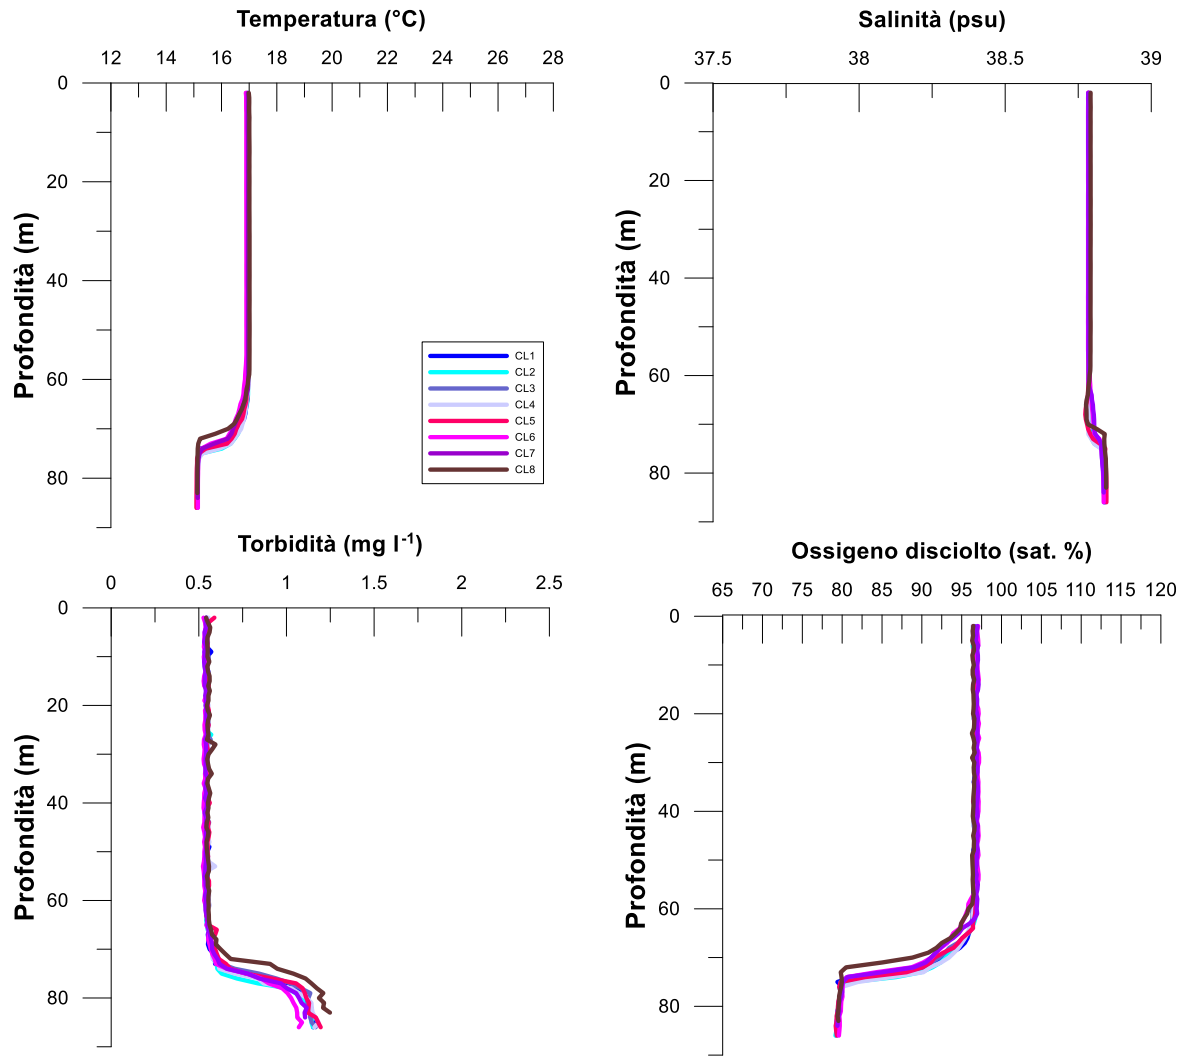 Temperatura (°C)
12 14 16 18 20 22 24 26 28
0
20
40
60
80
Profondità (m)
CL1
CL2
CL3
CL4
CL5
CL6
CL7
CL8
Salinità (psu)
37.5 38 38.5 39
0
20
40
60
80
Profondità (m)
Torbidità (mg l-1)
0 0.5 1 1.5 2 2.5
0
20
40
60
80
Profondità (m)
Ossigeno disciolto (sat. %)
65 70 75 80 85 90 95 100 105 110 115 120
0
20
40
60
80
Profondità (m)